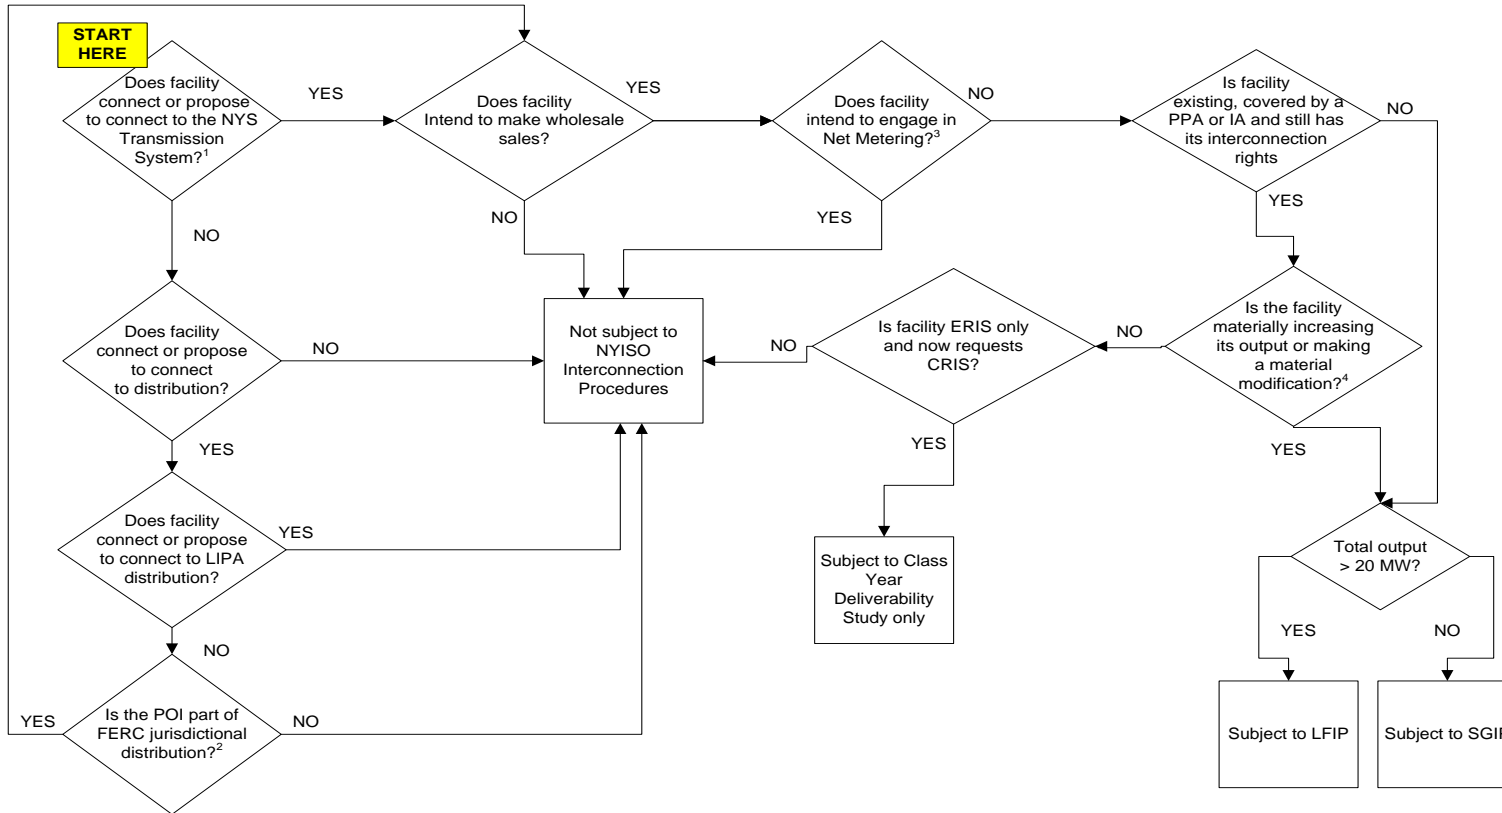 START
HERE
Does facility
connect or propose
to connect to the NYS
Transmission
System?¹
YES
Does facility
Intend to make wholesale
sales?
YES
Does facility
intend to engage in
Net Metering?³
NO
Is facility
existing, covered by a
PPA or IA and still has
its interconnection
rights
NO
NO
NO
YES
YES
Does facility
connect or propose
to connect
to distribution?
NO
Not subject to
NYISO
Interconnection
Procedures
NO
Is facility ERIS only
and now requests
CRIS?
NO
Is the facility
materially increasing
its output or making
a material
modification?⁴
YES
YES
YES
Does facility
connect or propose
to connect to LIPA
distribution?
YES
Subject to Class
Year
Deliverability
Study only
Total output
> 20 MW?
YES
NO
NO
YES
Is the POI part of
FERC jurisdictional
distribution?²
NO
Subject to LFIP
Subject to SGIP